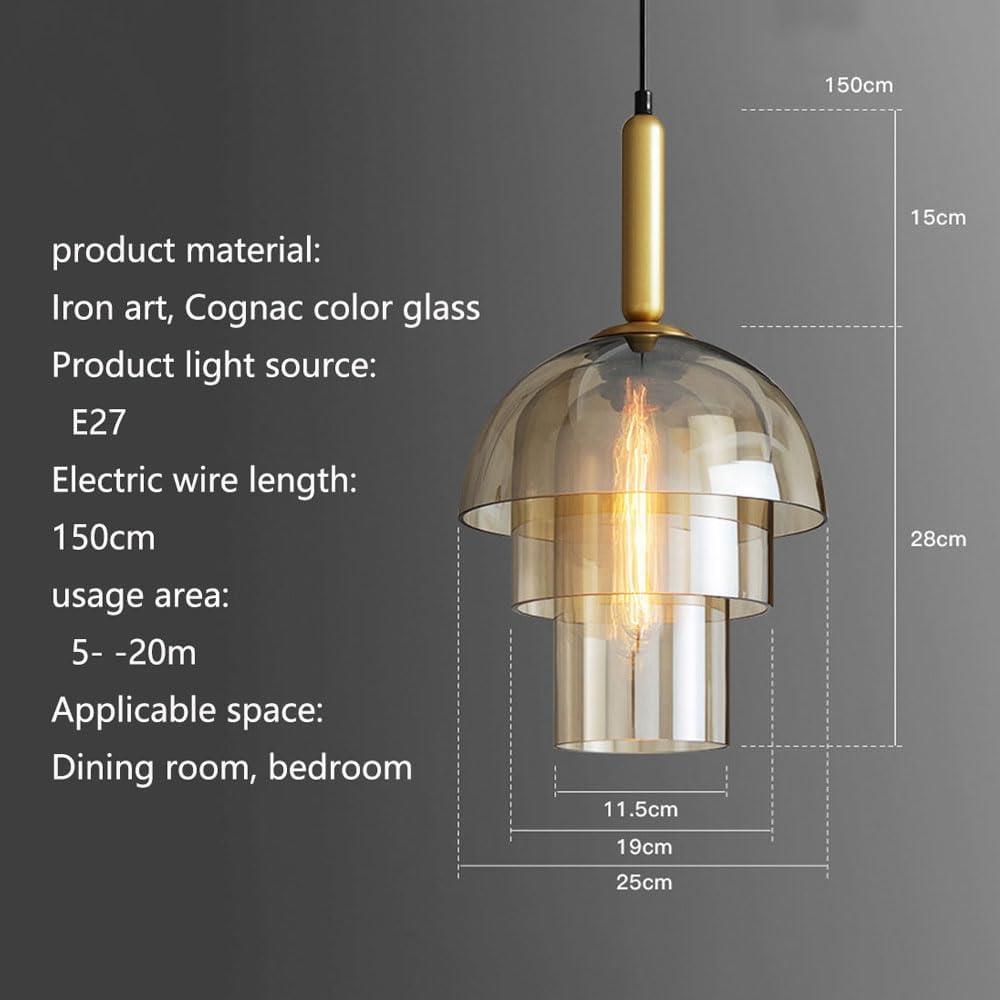 product material:
Iron art, Cognac color glass
Product light source:
E27
Electric wire length:
150cm
usage area:
5- -20m
Applicable space:
Dining room, bedroom
150cm
15cm
28cm
11.5cm
19cm
25cm